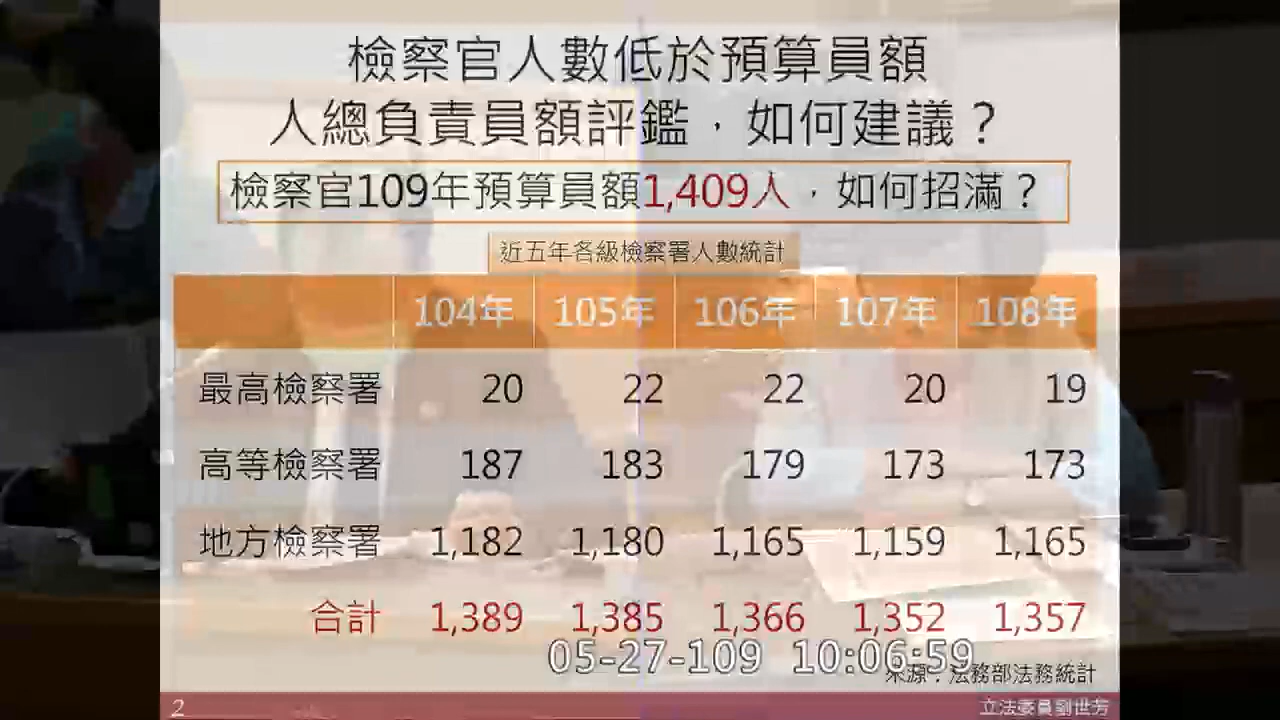 檢察官人數低於預算員額
人總負責員額評鑑，如何建議？
檢察官109年預算員額1,409人，如何招滿？
近五年各級檢察署人數統計
104年 105年 106年 107年 108年
最高檢察署 20 22 22 20 19
高等檢察署 187 183 179 173 173
地方檢察署 1,182 1,180 1,165 1,159 1,165
合計 1,389 1,385 1,366 1,352 1,357
05-27-109 10:06:59
來源：法務部法務統計
2 立法委員劉世芳